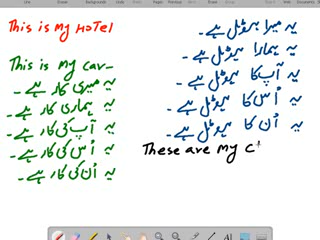 This is my Hotel
یہ میرا ہوٹل ہے۔
یہ ہمارا ہوٹل ہے۔
یہ آپ کا ہوٹل ہے۔
یہ اُس کا ہوٹل ہے۔
یہ اُن کا ہوٹل ہے۔
This is my car
یہ میری کار ہے۔
یہ ہماری کار ہے۔
یہ آپ کی کار ہے۔
یہ اُس کی کار ہے۔
یہ اُن کی کار ہے۔
These are my c